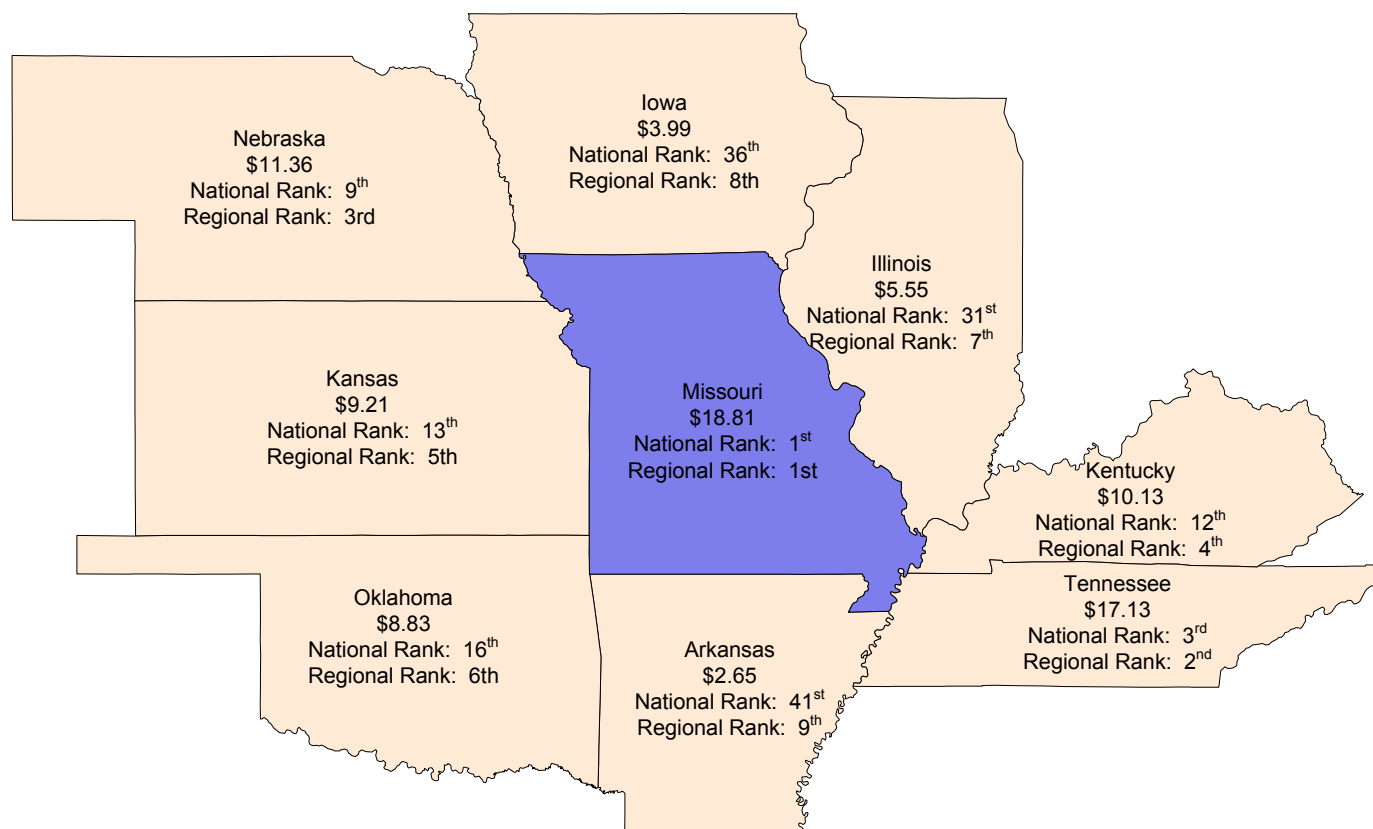 Iowa
$3.99
National Rank: 36th
Regional Rank: 8th
Nebraska
$11.36
National Rank: 9th
Regional Rank: 3rd
Illinois
$5.55
National Rank: 31st
Regional Rank: 7th
Kansas
$9.21
National Rank: 13th
Regional Rank: 5th
Missouri
$18.81
National Rank: 1st
Regional Rank: 1st
Kentucky
$10.13
National Rank: 12th
Regional Rank: 4th
Oklahoma
$8.83
National Rank: 16th
Regional Rank: 6th
Arkansas
$2.65
National Rank: 41st
Regional Rank: 9th
Tennessee
$17.13
National Rank: 3rd
Regional Rank: 2nd